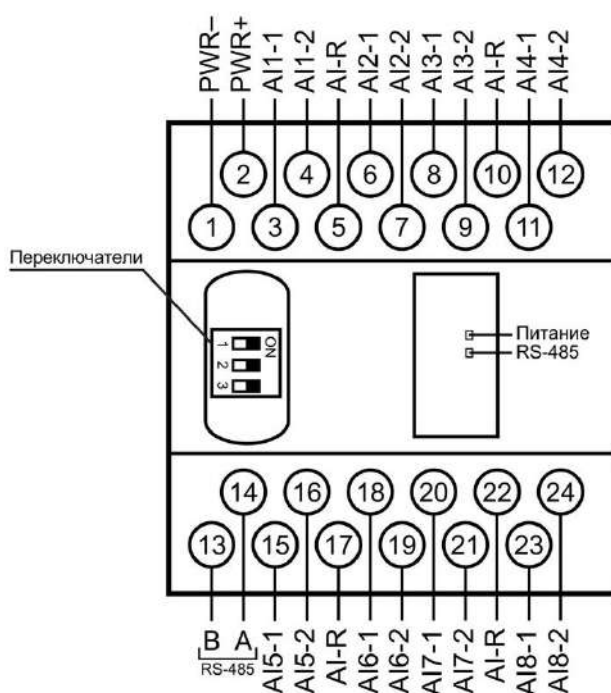 PWR–
PWR+
AI1-1
AI1-2
AI-R
AI2-1
AI2-2
AI3-1
AI3-2
AI-R
AI4-1
AI4-2
2
4
6
8
10
12
1
3
5
7
9
11
Переключатели
1
2
3
ON
Питание
RS-485
14
16
18
20
22
24
13
15
17
19
21
23
B
A
RS-485
AI5-1
AI5-2
AI-R
AI6-1
AI6-2
AI7-1
AI7-2
AI-R
AI8-1
AI8-2